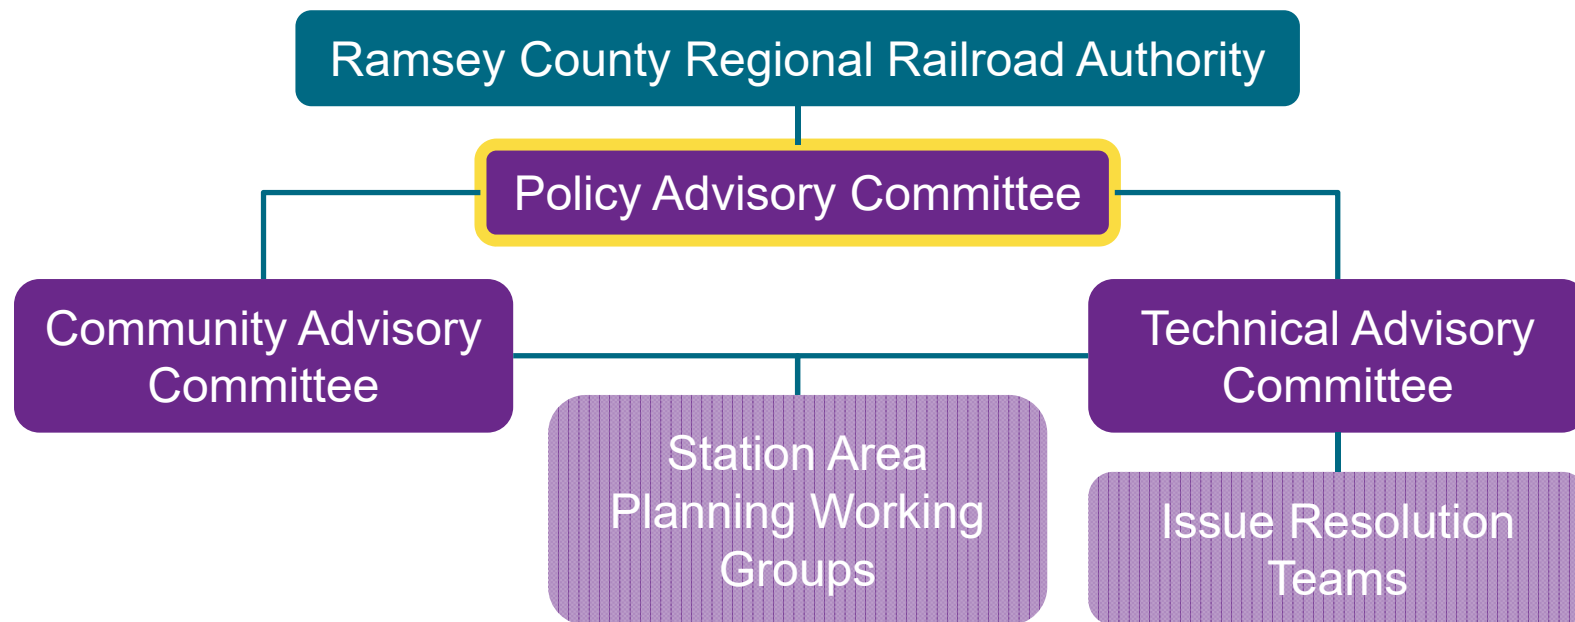 Ramsey County Regional Railroad Authority
Policy Advisory Committee
Community Advisory
Committee
Technical Advisory
Committee
Station Area
Planning Working
Groups
Issue Resolution
Teams